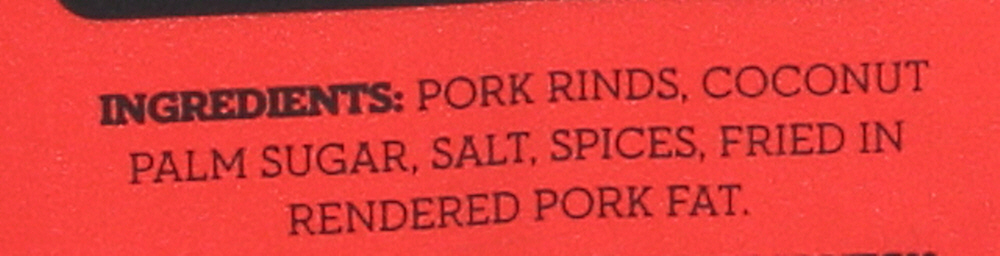 INGREDIENTS: PORK RINDS, COCONUT
PALM SUGAR, SALT, SPICES, FRIED IN
RENDERED PORK FAT.